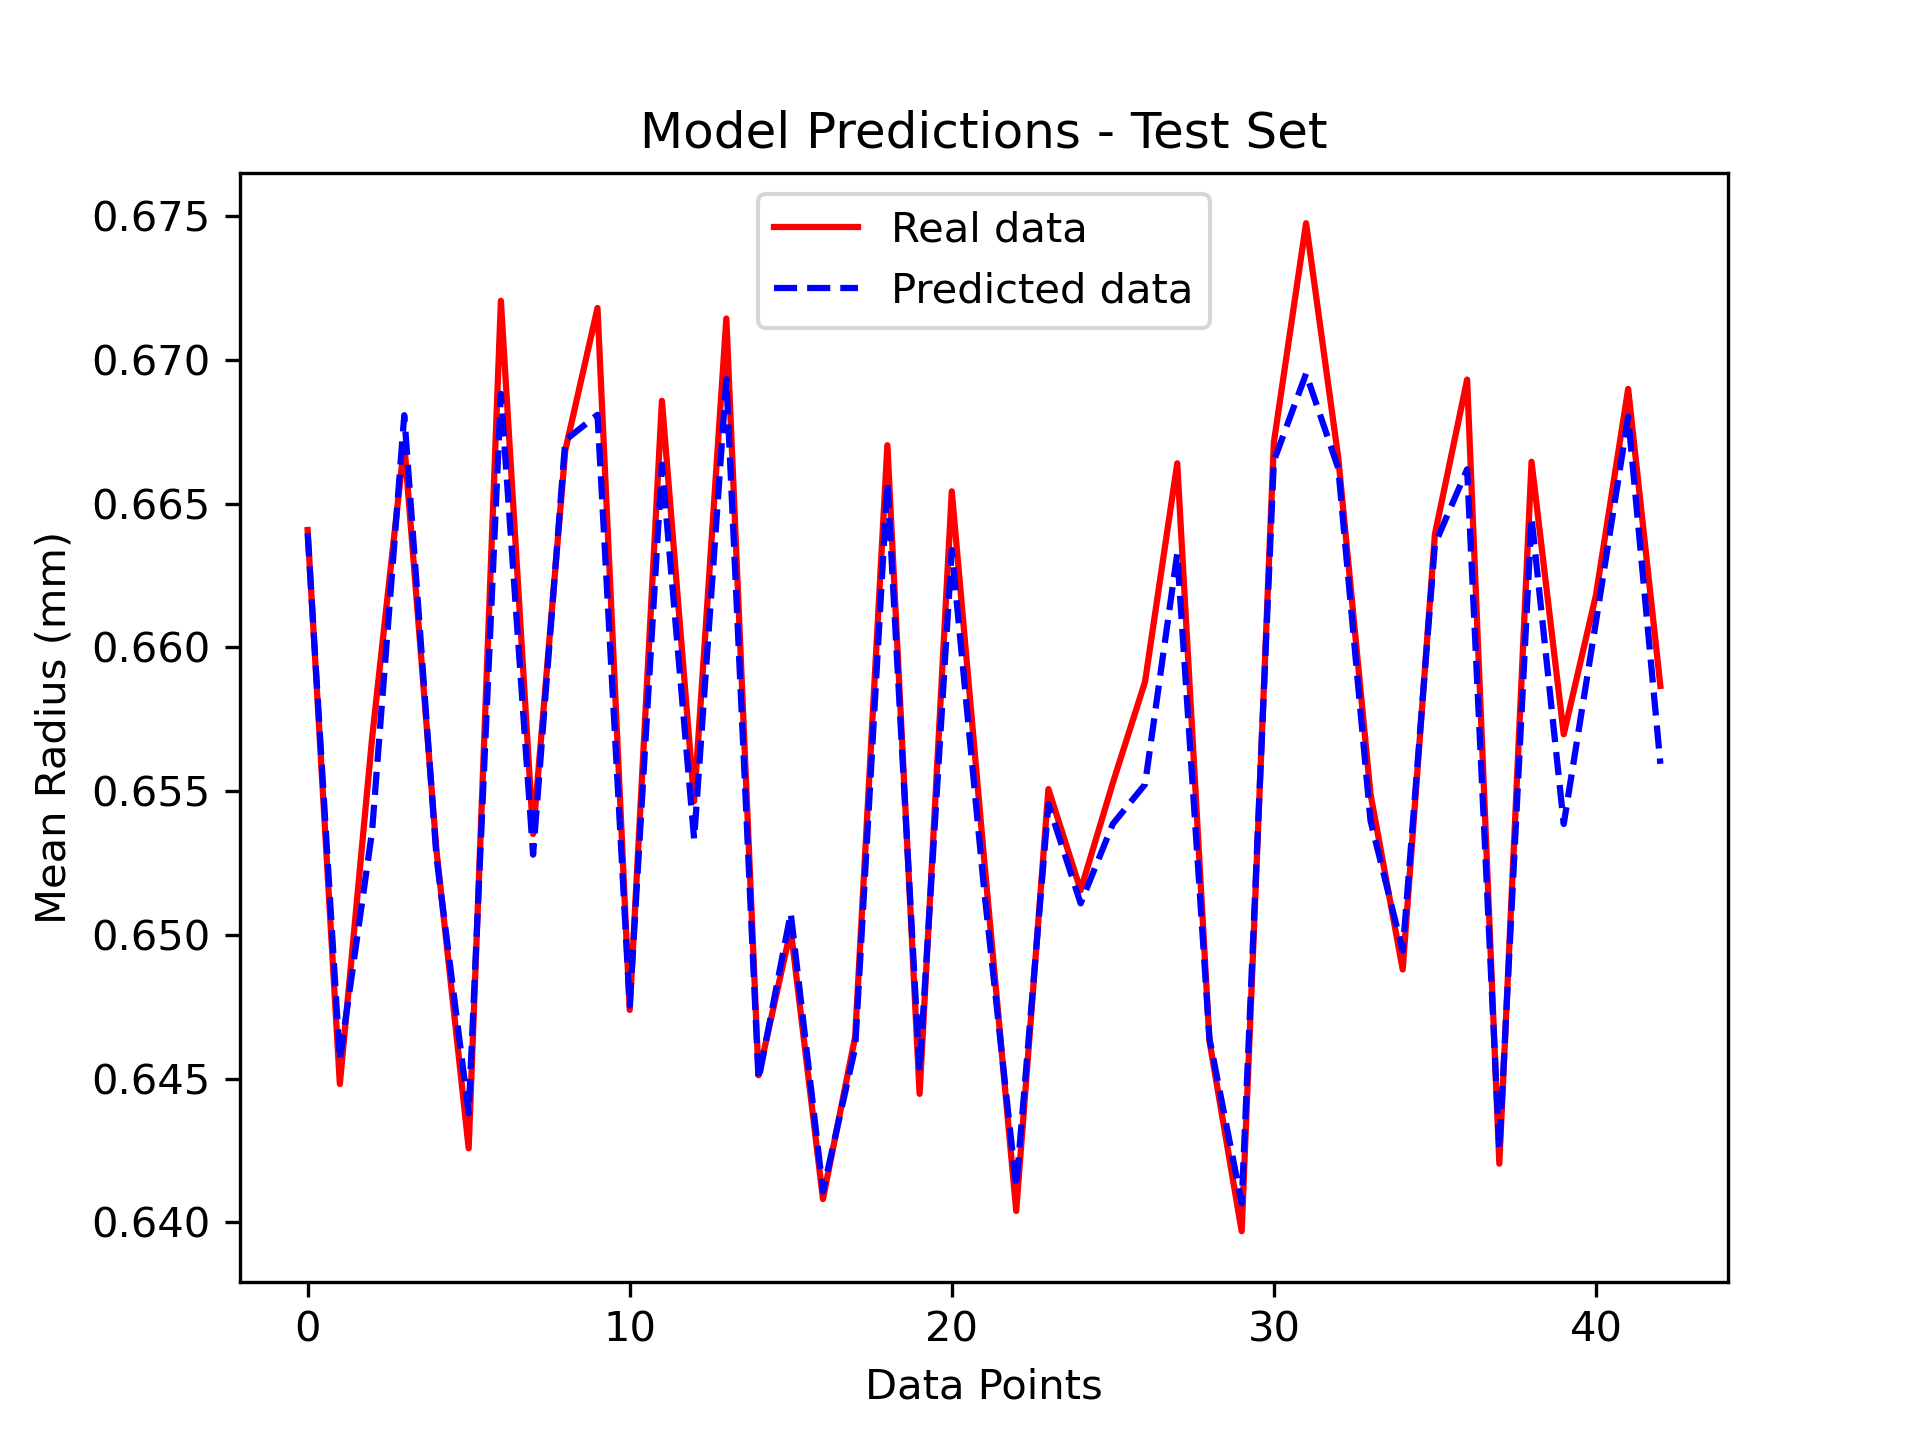 Model Predictions - Test Set
Real data
Predicted data
Mean Radius (mm)
0.675
0.670
0.665
0.660
0.655
0.650
0.645
0.640
0 10 20 30 40
Data Points